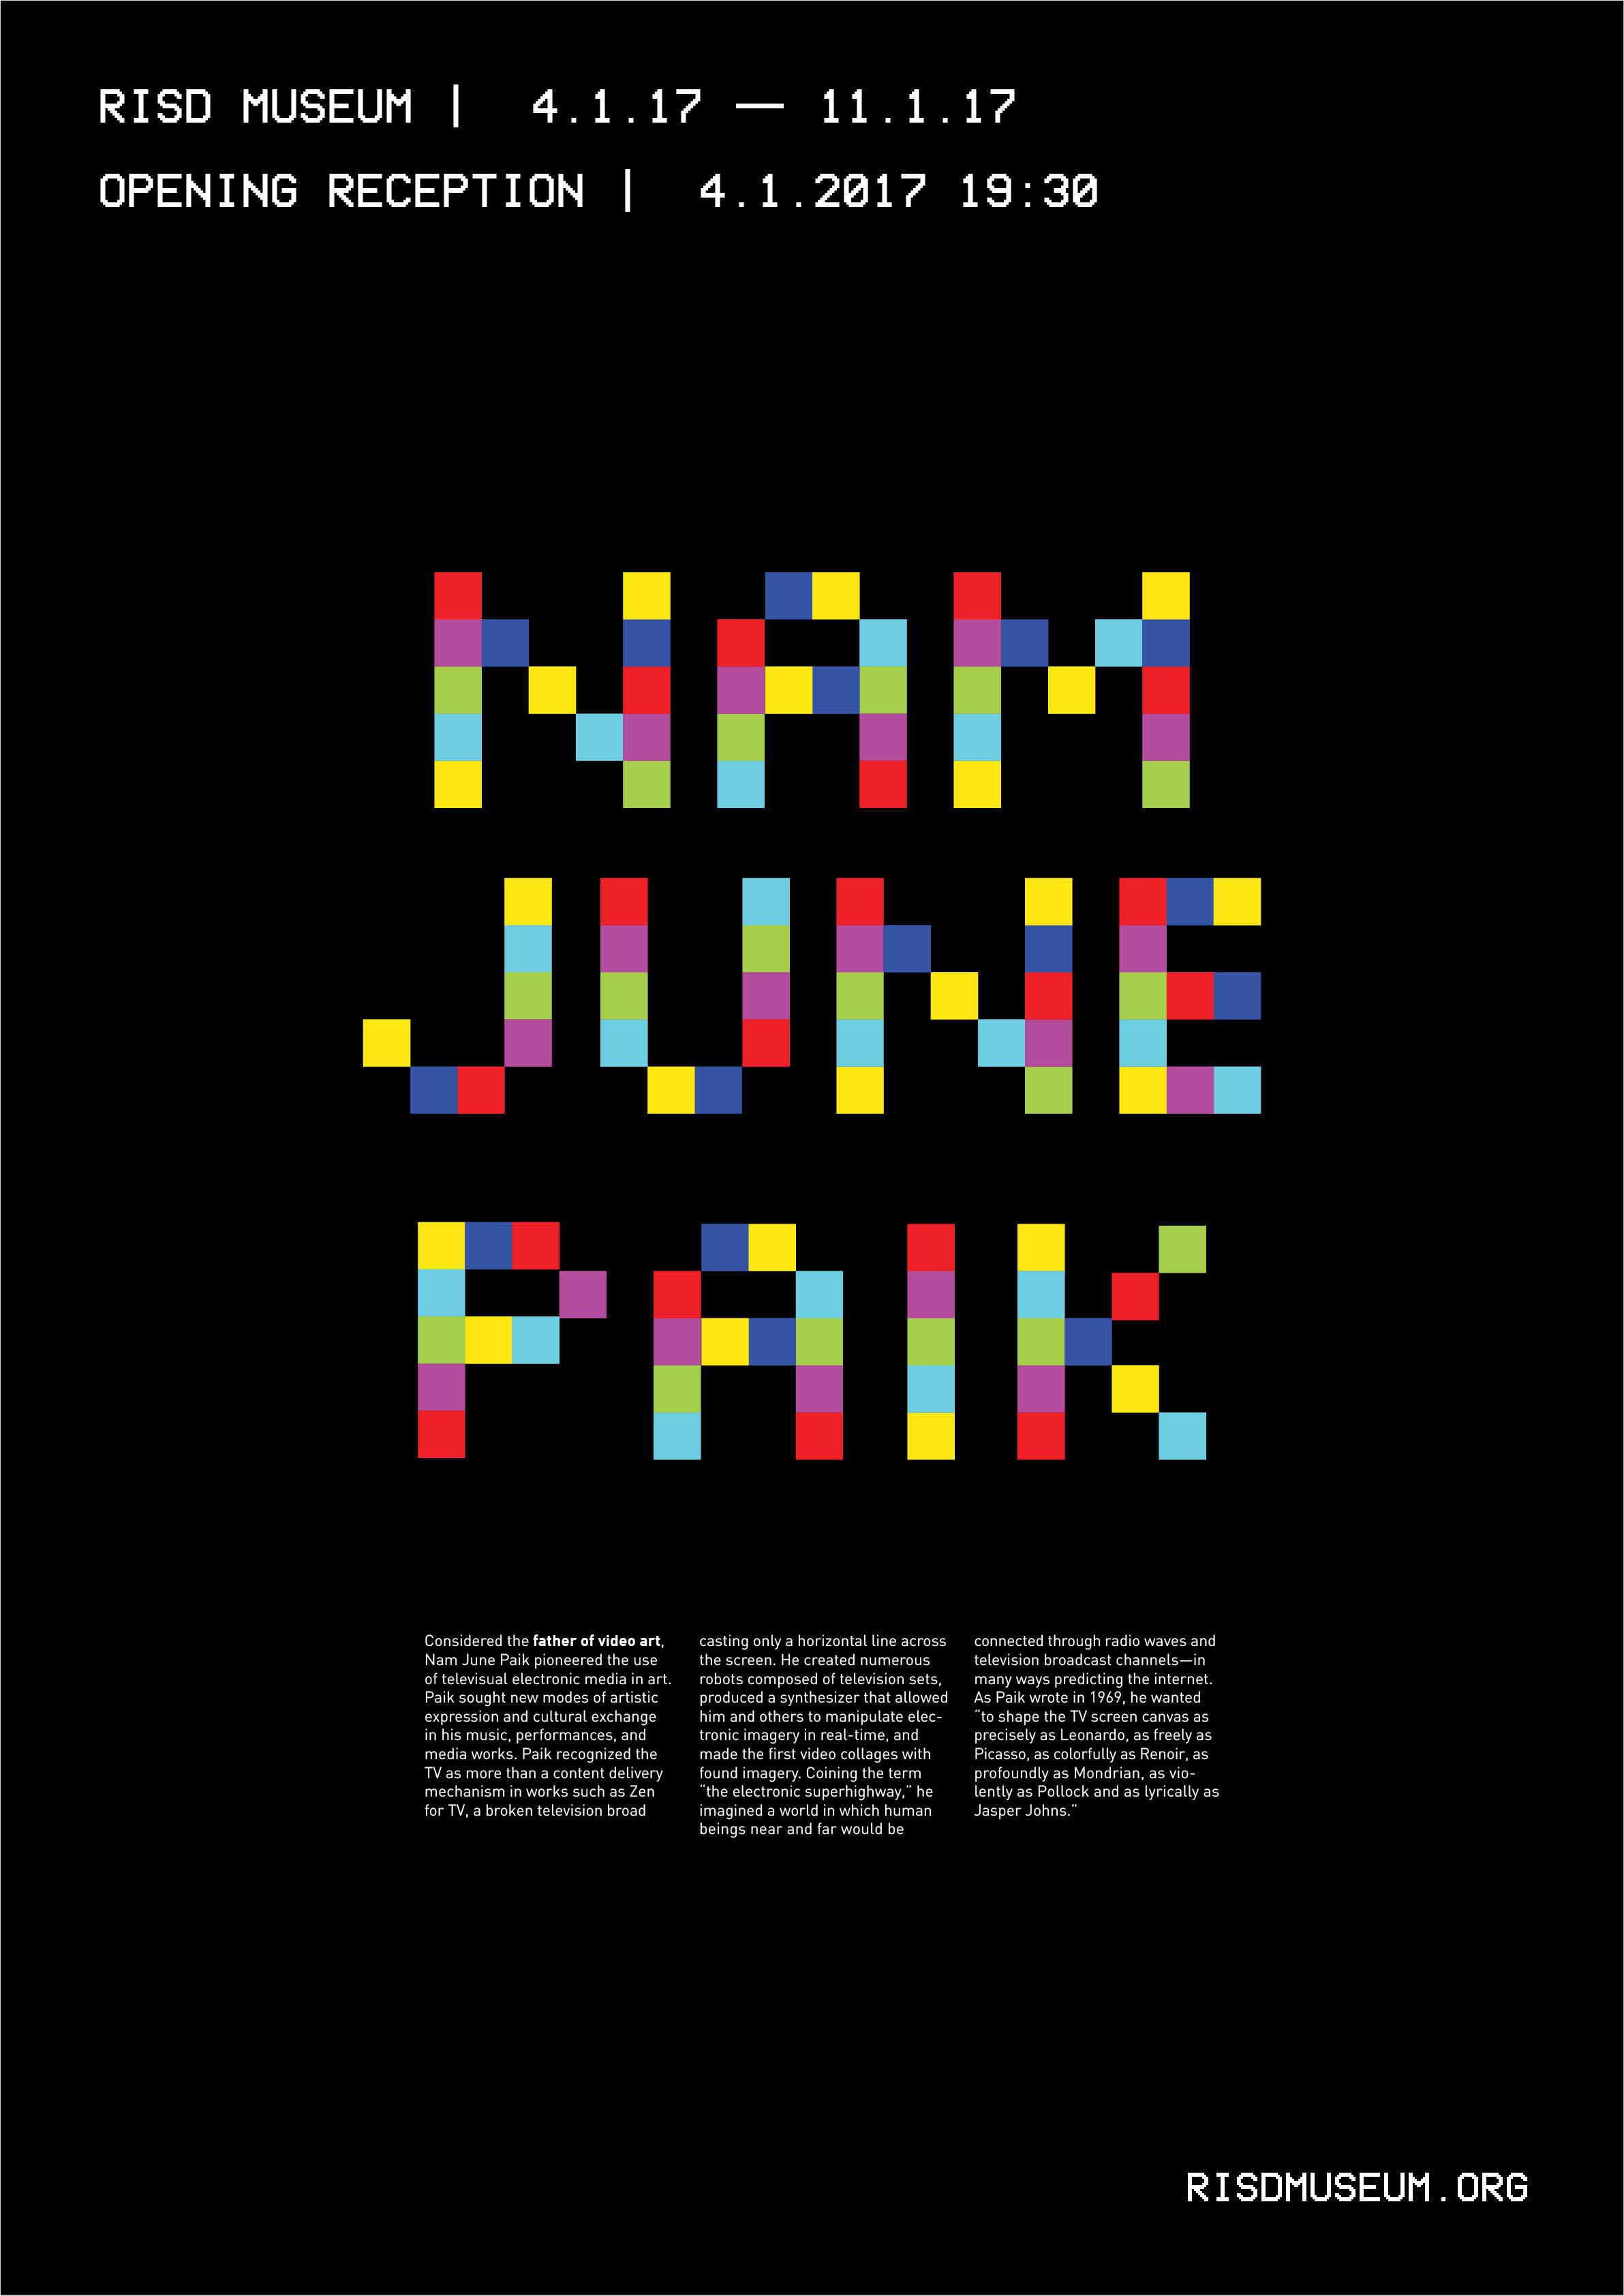 RISD MUSEUM | 4.1.17 — 11.1.17
OPENING RECEPTION | 4.1.2017 19:30
NAM
JUNE
PAIK
Considered the father of video art,
Nam June Paik pioneered the use
of televisual electronic media in art.
Paik sought new modes of artistic
expression and cultural exchange
in his music, performances, and
media works. Paik recognized the
TV as more than a content delivery
mechanism in works such as Zen
for TV, a broken television broad
casting only a horizontal line across
the screen. He created numerous
robots composed of television sets,
produced a synthesizer that allowed
him and others to manipulate elec-
tronic imagery in real-time, and
made the first video collages with
found imagery. Coining the term
"the electronic superhighway," he
imagined a world in which human
beings near and far would be
connected through radio waves and
television broadcast channels—in
many ways predicting the internet.
As Paik wrote in 1969, he wanted
"to shape the TV screen canvas as
precisely as Leonardo, as freely as
Picasso, as colorfully as Renoir, as
profoundly as Mondrian, as vio-
lently as Pollock and as lyrically as
Jasper Johns."
RISDMUSEUM.ORG